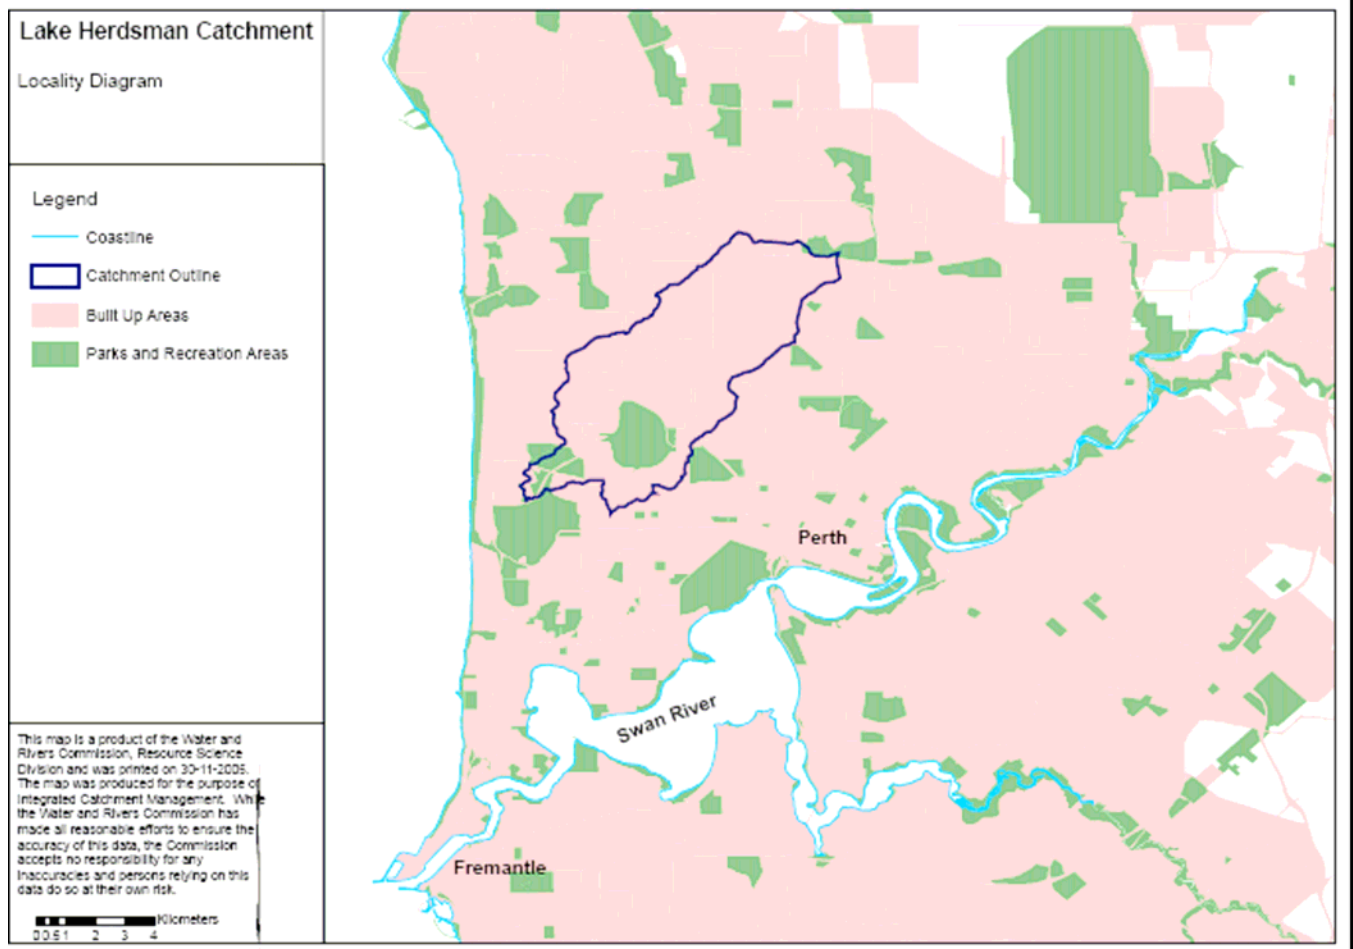 Lake Herdsman Catchment
Locality Diagram
Legend
Coastline
Catchment Outline
Built Up Areas
Parks and Recreation Areas
Perth
Swan River
Fremantle
This map is a product of the Water and
Rivers Commission, Resource Science
Division and was printed on 30-11-2005.
The map was produced for the purpose of
Integrated Catchment Management. While
the Water and Rivers Commission has
made all reasonable efforts to ensure the
accuracy of this data, the Commission
accepts no responsibility for any
inaccuracies and persons relying on this
data do so at their own risk.
Kilometers
0 0.5 1 2 3 4